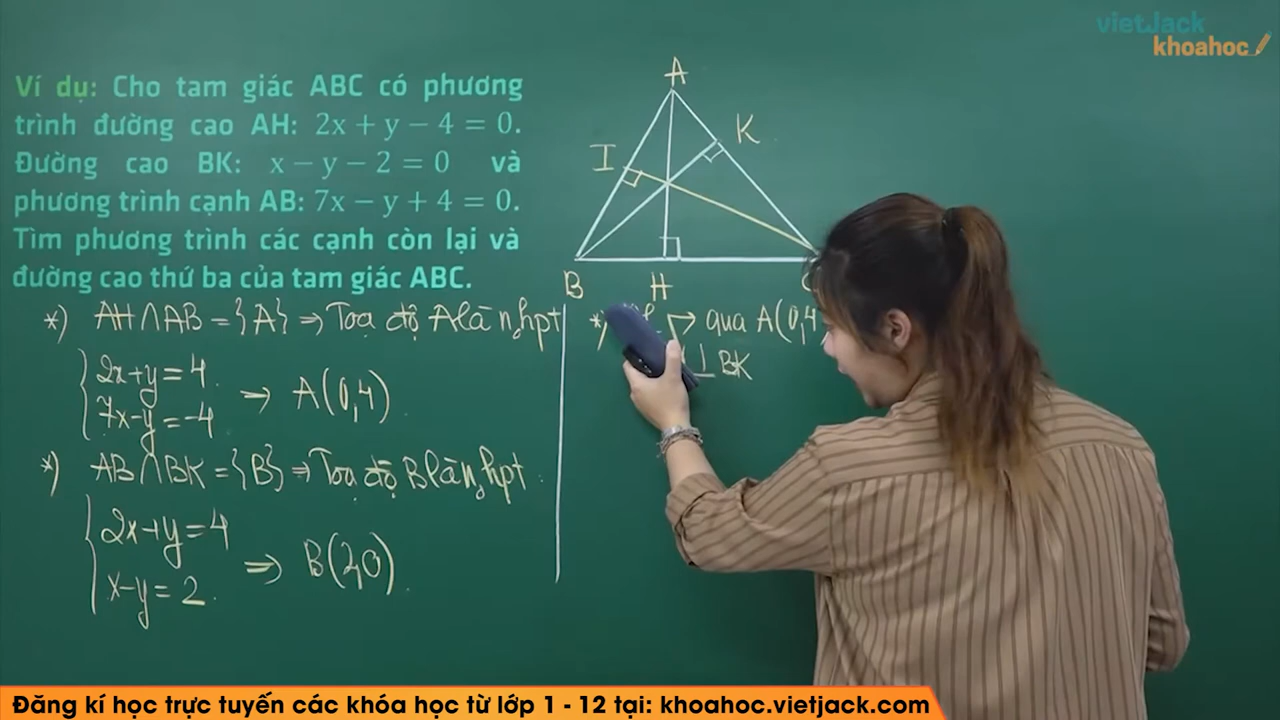 vietJack
khoahoc
Ví dụ: Cho tam giác ABC có phương
trình đường cao AH: 2x + y − 4 = 0.
Đường cao BK: x − y − 2 = 0 và
phương trình cạnh AB: 7x − y + 4 = 0.
Tìm phương trình các cạnh còn lại và
đường cao thứ ba của tam giác ABC.
A
K
I
B
H
*) AH ∩ AB = {A} ⇒ Toạ độ A là n, hpt
2x+y = 4
7x-y = -4
⇒ A(0,4)
*) AB ∩ BK = {B} ⇒ Toạ độ B là n, hpt
2x+y = 4
x-y = 2
⇒ B(2,0)
*)
qua A(0,4
⊥ BK
Đăng kí học trực tuyến các khóa học từ lớp 1 - 12 tại: khoahoc.vietjack.com